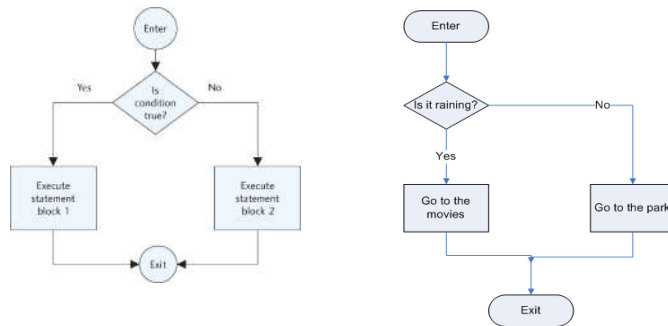 Enter
Yes
No
Is
condition
true?
Execute
statement
block 1
Execute
statement
block 2
Exit
Enter
Is it raining?
No
Yes
Go to the
movies
Go to the park
Exit